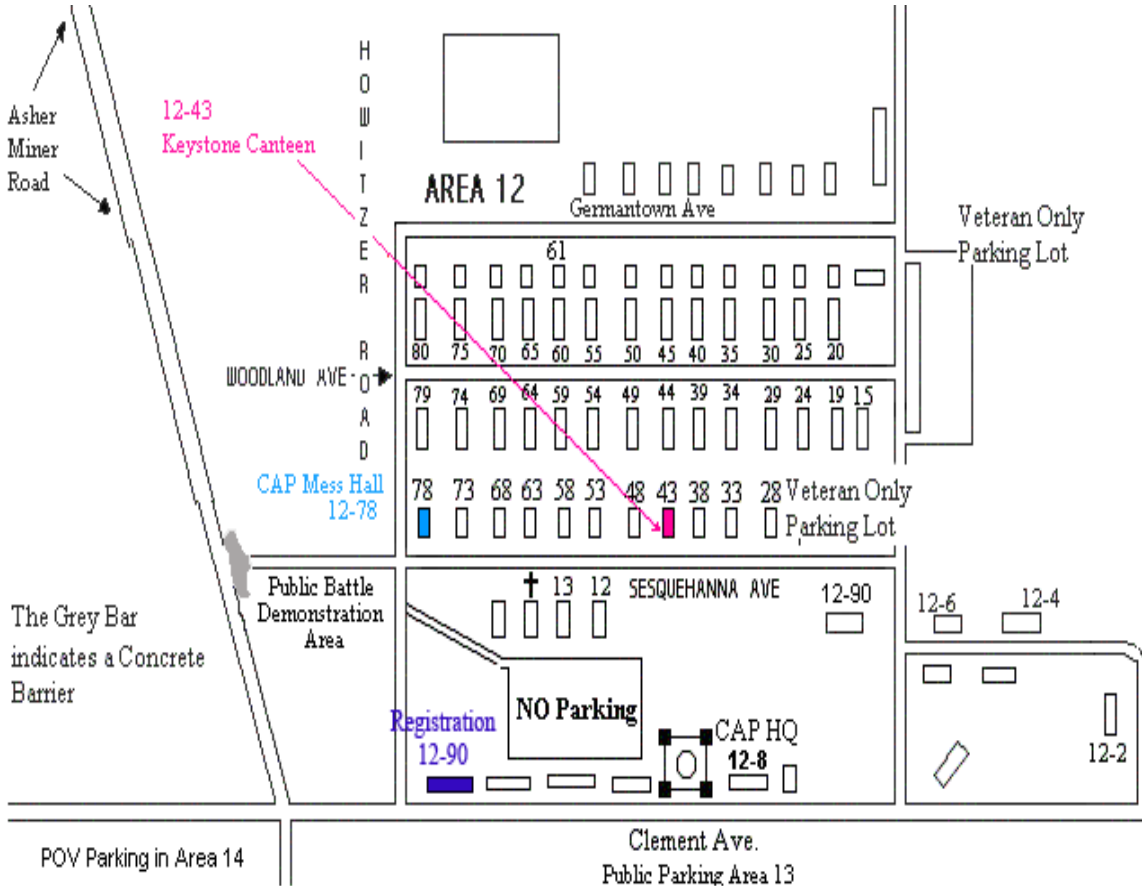 HOWITZER ROAD
Asher
Miner
Road
12-43
Keystone Canteen
AREA 12
Germantown Ave
Veteran Only
Parking Lot
61
80 75 70 65 60 55 50 45 40 35 30 25 20
WOODLAND AVE
79 74 69 64 59 54 49 44 39 34 29 24 19 15
CAP Mess Hall
12-78
78 73 68 63 58 53 48 43 38 33 28
Veteran Only
Parking Lot
The Grey Bar
indicates a Concrete
Barrier
Public Battle
Demonstration
Area
13 12
SESQUEHANNA AVE
12-90
12-6
12-4
NO Parking
Registration
12-90
CAP HQ
12-8
12-2
POV Parking in Area 14
Clement Ave.
Public Parking Area 13